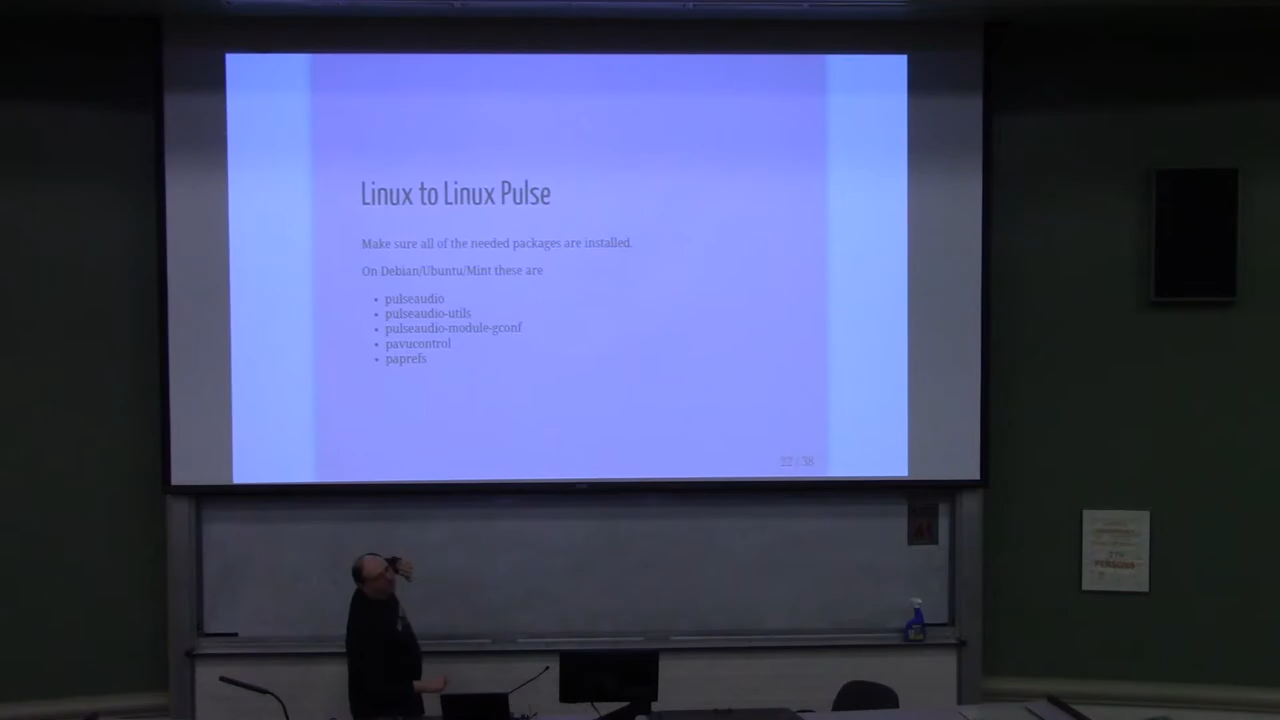 Linux to Linux Pulse
Make sure all of the needed packages are installed.
On Debian/Ubuntu/Mint these are
• pulseaudio
• pulseaudio-utils
• pulseaudio-module-gconf
• pavucontrol
• paprefs
22 / 38
PERSONS